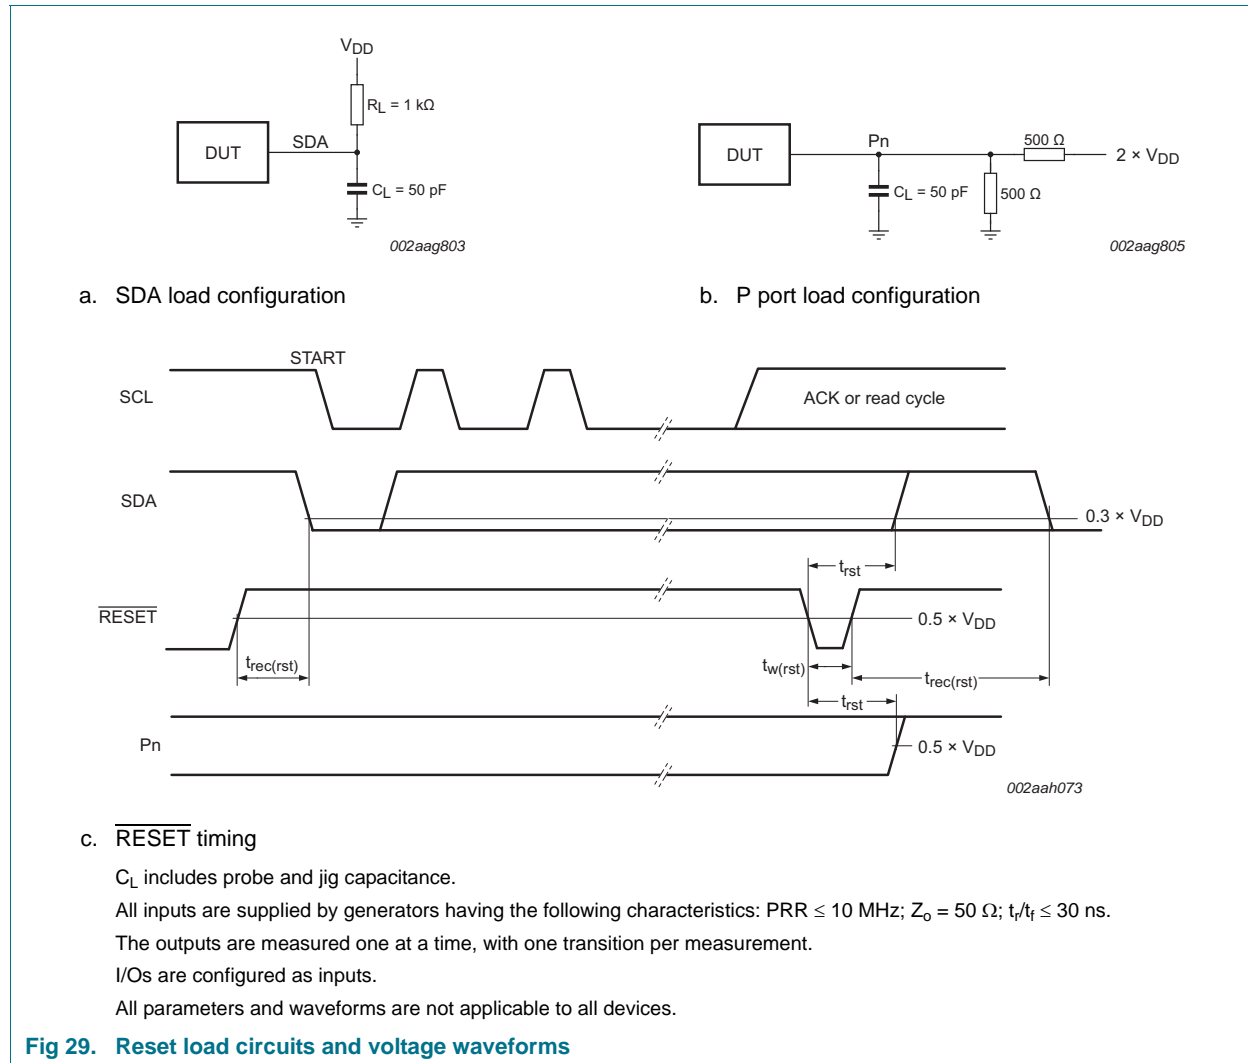 VDD
RL = 1 kΩ
DUT
SDA
CL = 50 pF
002aag803
DUT
Pn
500 Ω
2 × VDD
CL = 50 pF
500 Ω
002aag805
a. SDA load configuration
b. P port load configuration
START
SCL
ACK or read cycle
SDA
0.3 × VDD
trst
RESET
0.5 × VDD
trec(rst)
tw(rst)
trec(rst)
trst
Pn
0.5 × VDD
002aah073
c. RESET timing
CL includes probe and jig capacitance.
All inputs are supplied by generators having the following characteristics: PRR ≤ 10 MHz; Zo = 50 Ω; tr/tf ≤ 30 ns.
The outputs are measured one at a time, with one transition per measurement.
I/Os are configured as inputs.
All parameters and waveforms are not applicable to all devices.
Fig 29. Reset load circuits and voltage waveforms